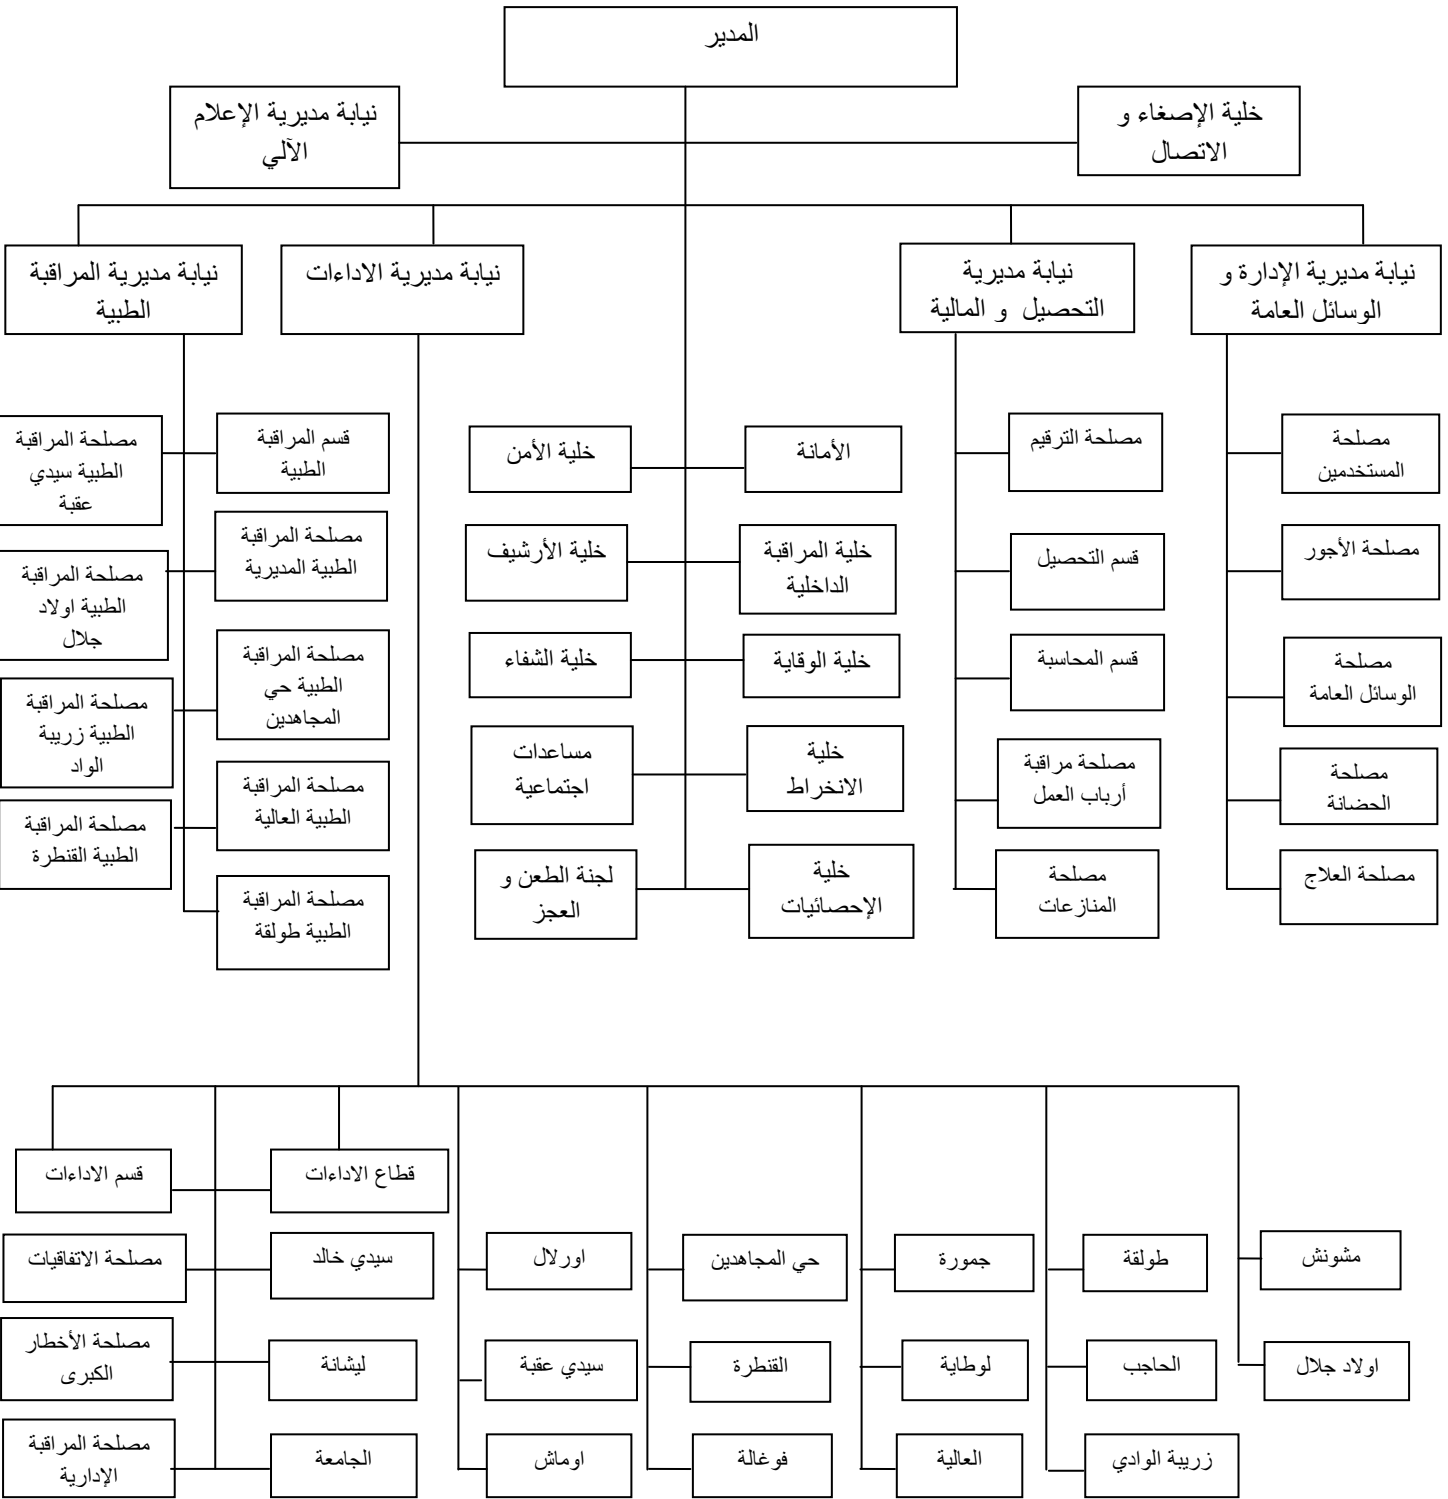 المدير
خلية الإصغاء و
الاتصال
نيابة مديرية الإعلام
الآلي
نيابة مديرية الإدارة و
الوسائل العامة
نيابة مديرية
التحصيل و المالية
نيابة مديرية الاداءات
نيابة مديرية المراقبة
الطبية
مصلحة
المستخدمين
مصلحة الأجور
مصلحة
الوسائل العامة
مصلحة
الحضانة
مصلحة العلاج
مصلحة الترقيم
قسم التحصيل
قسم المحاسبة
مصلحة مراقبة
أرباب العمل
مصلحة
المنازعات
الأمانة
خلية الأمن
خلية المراقبة
الداخلية
خلية الأرشيف
خلية الوقاية
خلية الشفاء
خلية
الانخراط
مساعدات
اجتماعية
خلية
الإحصائيات
لجنة الطعن و
العجز
قسم المراقبة
الطبية
مصلحة المراقبة
الطبية سيدي
عقبة
مصلحة المراقبة
الطبية المديرية
مصلحة المراقبة
الطبية اولاد
جلال
مصلحة المراقبة
الطبية حي
المجاهدين
مصلحة المراقبة
الطبية زريبة
الواد
مصلحة المراقبة
الطبية العالية
مصلحة المراقبة
الطبية القنطرة
مصلحة المراقبة
الطبية طولقة
قطاع الاداءات
قسم الاداءات
مشونش
طولقة
جمورة
حي المجاهدين
اورلال
سيدي خالد
مصلحة الاتفاقيات
اولاد جلال
الحاجب
لوطاية
القنطرة
سيدي عقبة
ليشانة
مصلحة الأخطار
الكبرى
زريبة الوادي
العالية
فوغالة
اوماش
الجامعة
مصلحة المراقبة
الإدارية